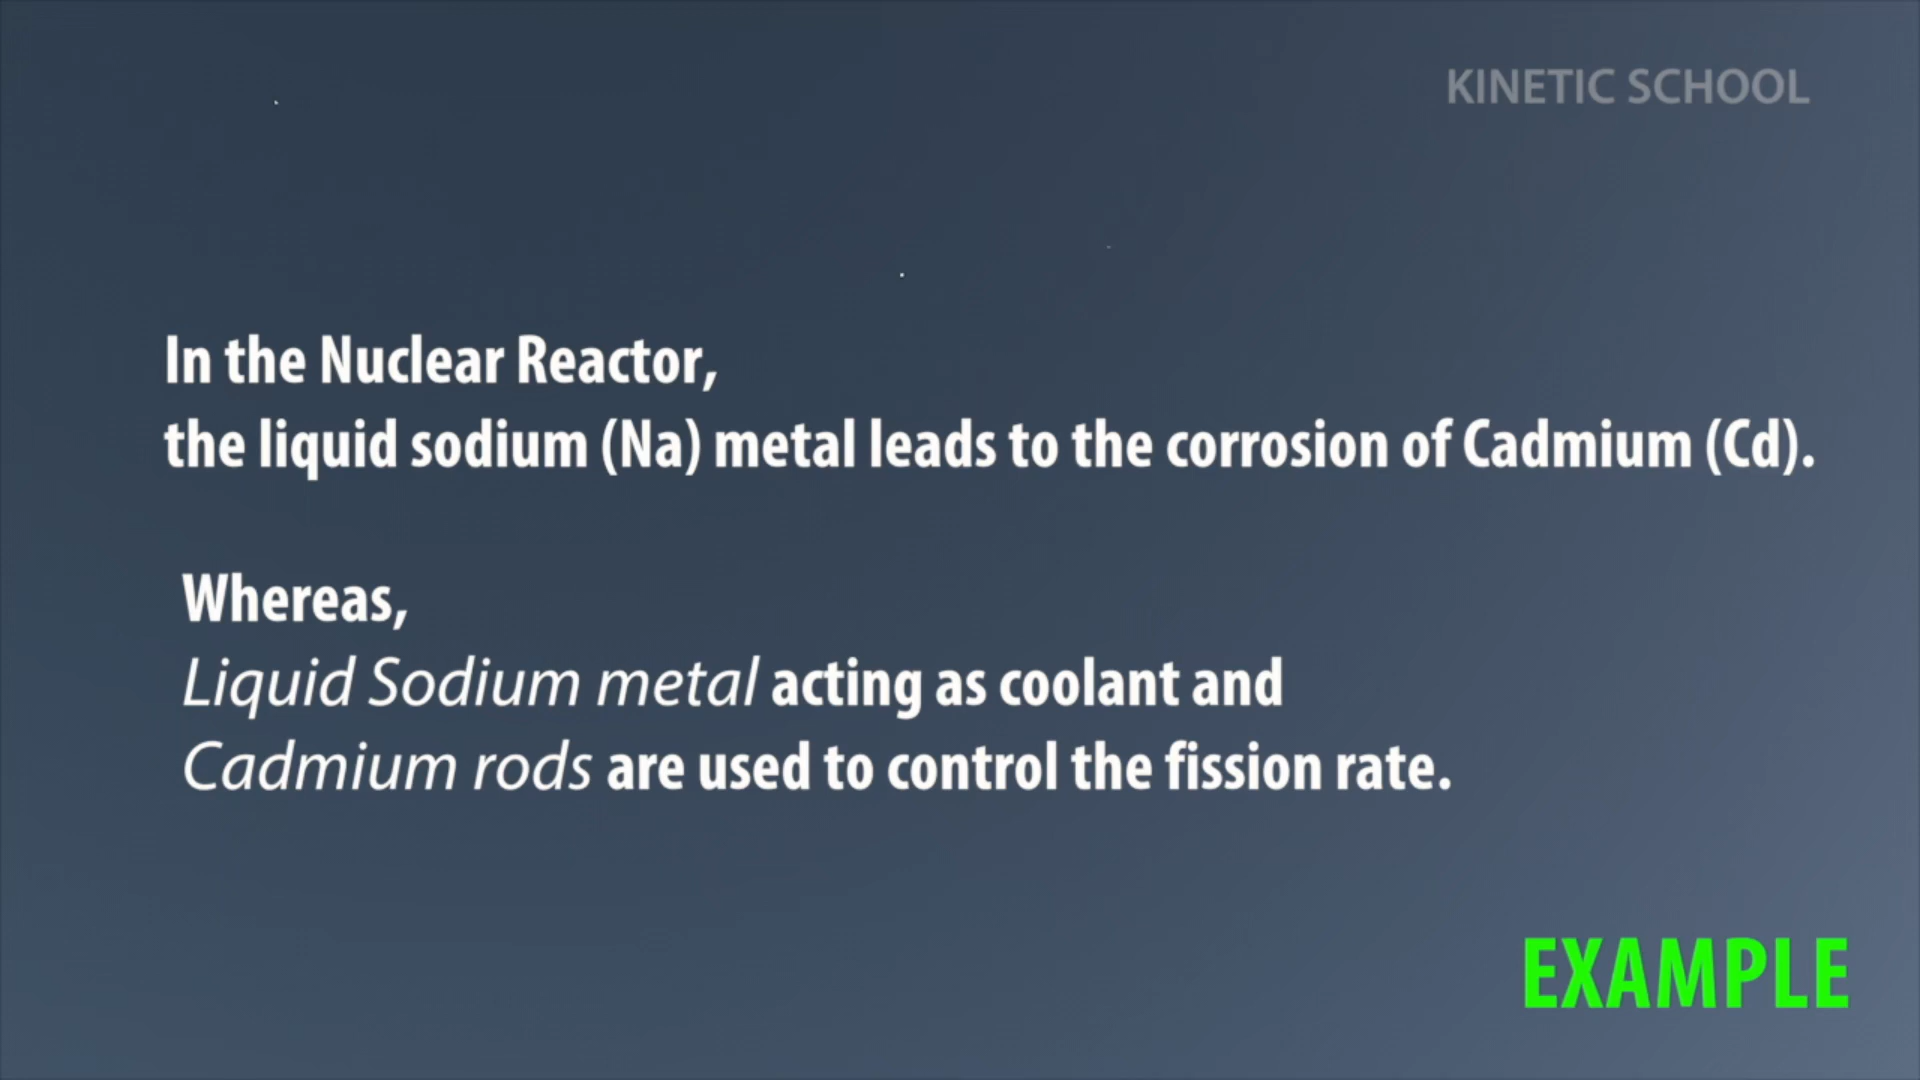 KINETIC SCHOOL
In the Nuclear Reactor,
the liquid sodium (Na) metal leads to the corrosion of Cadmium (Cd).
Whereas,
Liquid Sodium metal acting as coolant and
Cadmium rods are used to control the fission rate.
EXAMPLE